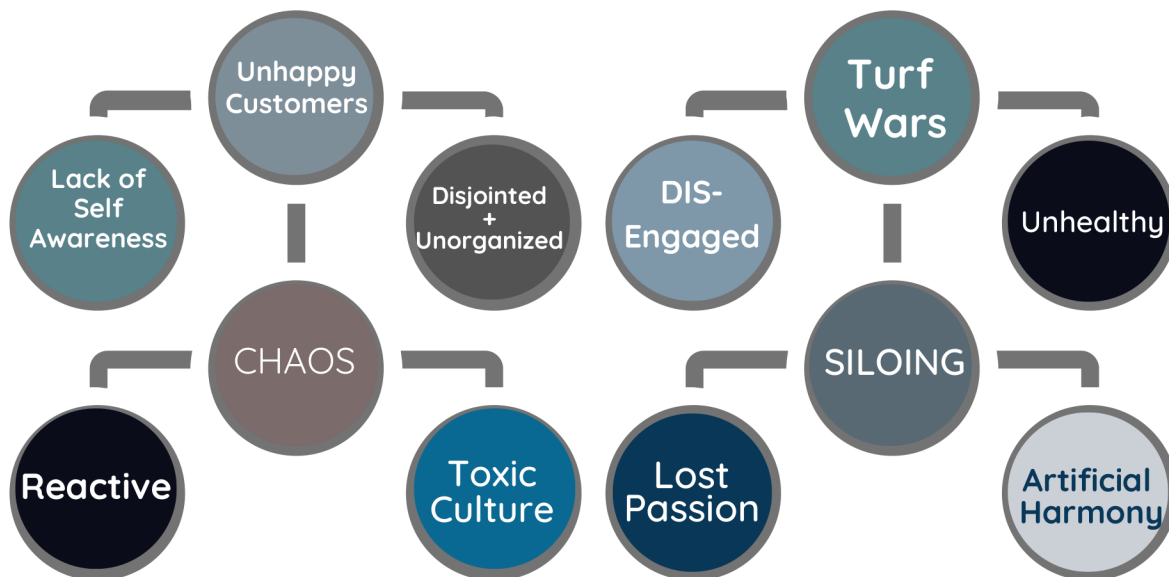 Unhappy
Customers
Lack of
Self
Awareness
Disjointed
+
Unorganized
CHAOS
Reactive
Toxic
Culture
Turf
Wars
DIS-
Engaged
Unhealthy
SILOING
Lost
Passion
Artificial
Harmony